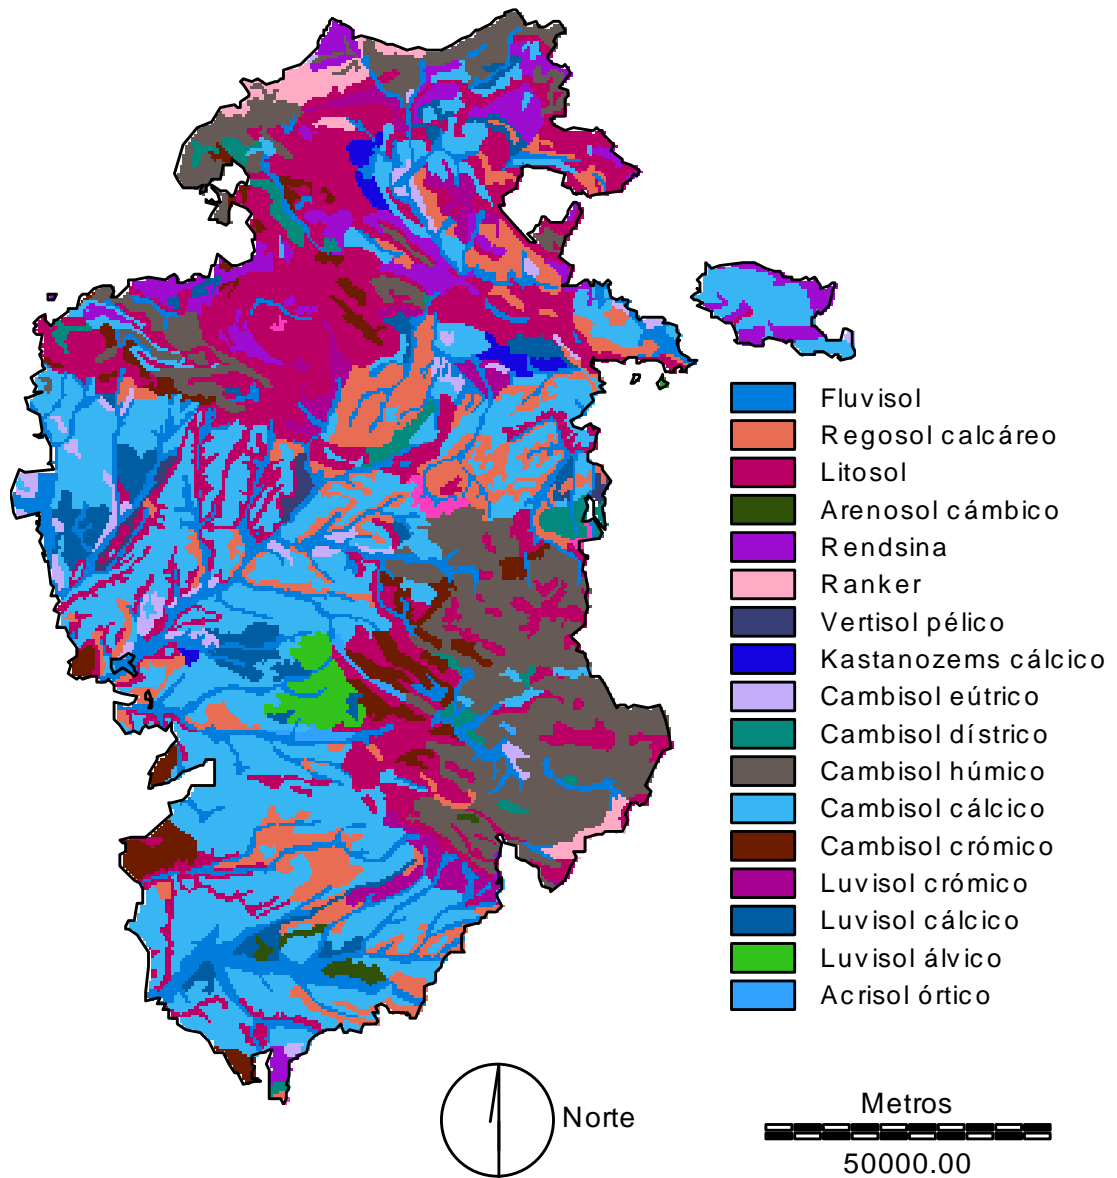 Fluvisol
Regosol calcáreo
Litosol
Arenosol cámbico
Rendsina
Ranker
Vertisol pélico
Kastanozems cálcico
Cambisol eútrico
Cambisol dístrico
Cambisol húmico
Cambisol cálcico
Cambisol crómico
Luvisol crómico
Luvisol cálcico
Luvisol álvico
Acrisol órtico
Norte
Metros
50000.00